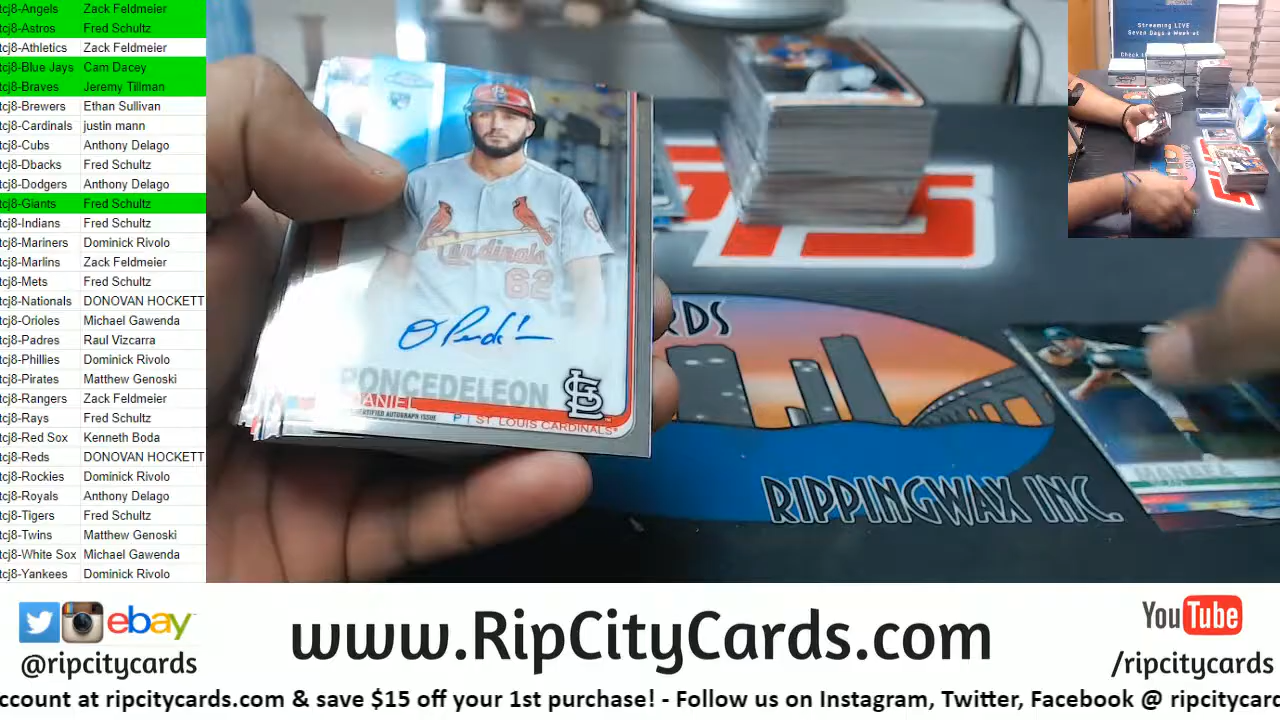 tcj8-Angels Zack Feldmeier
tcj8-Astros Fred Schultz
tcj8-Athletics Zack Feldmeier
tcj8-Blue Jays Cam Dacey
tcj8-Braves Jeremy Tillman
tcj8-Brewers Ethan Sullivan
tcj8-Cardinals justin mann
tcj8-Cubs Anthony Delago
tcj8-Dbacks Fred Schultz
tcj8-Dodgers Anthony Delago
tcj8-Giants Fred Schultz
tcj8-Indians Fred Schultz
tcj8-Mariners Dominick Rivolo
tcj8-Marlins Zack Feldmeier
tcj8-Mets Fred Schultz
tcj8-Nationals DONOVAN HOCKETT
tcj8-Orioles Michael Gawenda
tcj8-Padres Raul Vizcarra
tcj8-Phillies Dominick Rivolo
tcj8-Pirates Matthew Genoski
tcj8-Rangers Zack Feldmeier
tcj8-Rays Fred Schultz
tcj8-Red Sox Kenneth Boda
tcj8-Reds DONOVAN HOCKETT
tcj8-Rockies Dominick Rivolo
tcj8-Royals Anthony Delago
tcj8-Tigers Fred Schultz
tcj8-Twins Matthew Genoski
tcj8-White Sox Michael Gawenda
tcj8-Yankees Dominick Rivolo
Cardinals
62
PONCEDELEON
DANIEL
CERTIFIED AUTOGRAPH ISSUE
P | ST. LOUIS CARDINALS
RDS
RIPPINGWAX INC.
MANAEA
Streaming LIVE
Seven Days a Week at
Check
ebay
@ripcitycards
www.RipCityCards.com
YouTube
/ripcitycards
ccount at ripcitycards.com & save $15 off your 1st purchase! - Follow us on Instagram, Twitter, Facebook @ ripcitycard